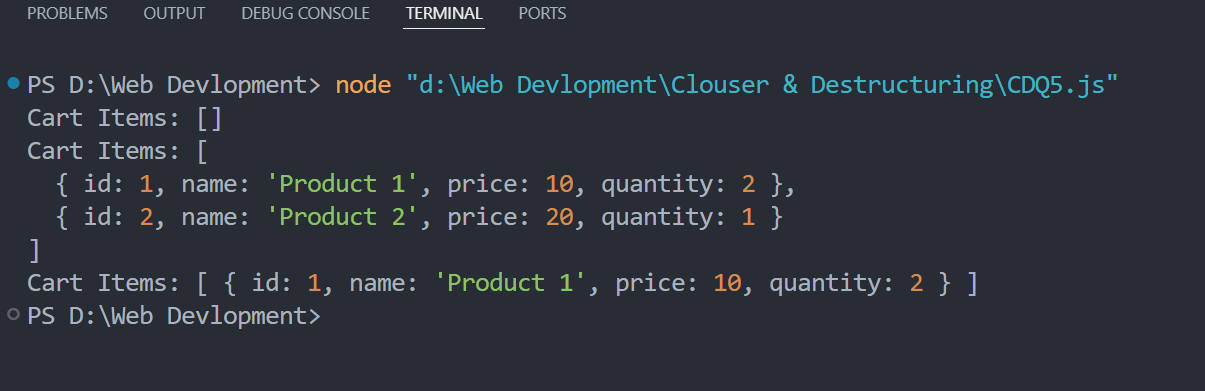 PROBLEMS OUTPUT DEBUG CONSOLE TERMINAL PORTS
PS D:\Web Devlopment> node "d:\Web Devlopment\Clouser & Destructuring\CDQ5.js"
Cart Items: []
Cart Items: [
  { id: 1, name: 'Product 1', price: 10, quantity: 2 },
  { id: 2, name: 'Product 2', price: 20, quantity: 1 }
]
Cart Items: [ { id: 1, name: 'Product 1', price: 10, quantity: 2 } ]
PS D:\Web Devlopment>